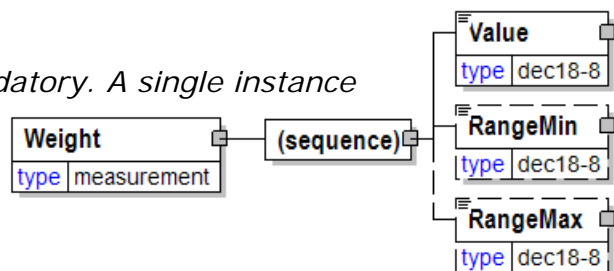 Value
type dec18-8
datory. A single instance
RangeMin
type dec18-8
Weight
type measurement
(sequence)
RangeMax
type dec18-8